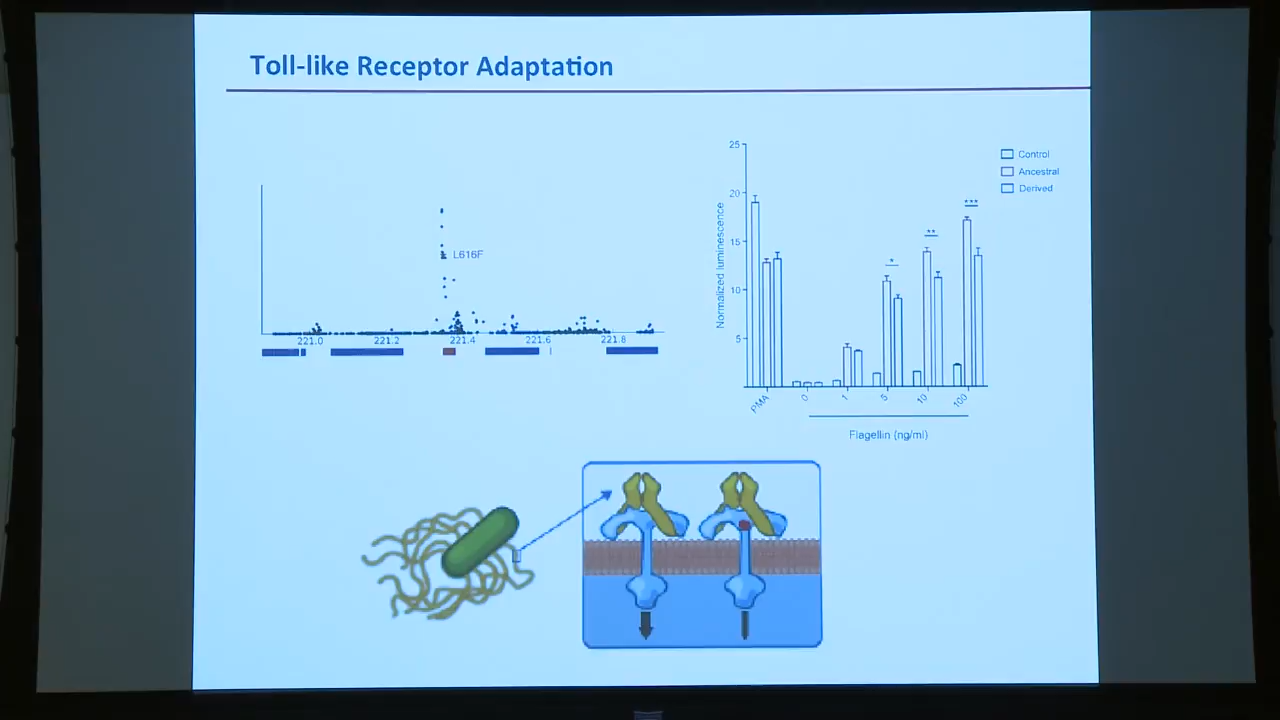 Toll-like Receptor Adaptation
L616F
221.0 221.2 221.4 221.6 221.8
25
20
15
10
5
Normalized luminescence
Control
Ancestral
Derived
*
**
***
PMA 0 1 5 10 100
Flagellin (ng/ml)